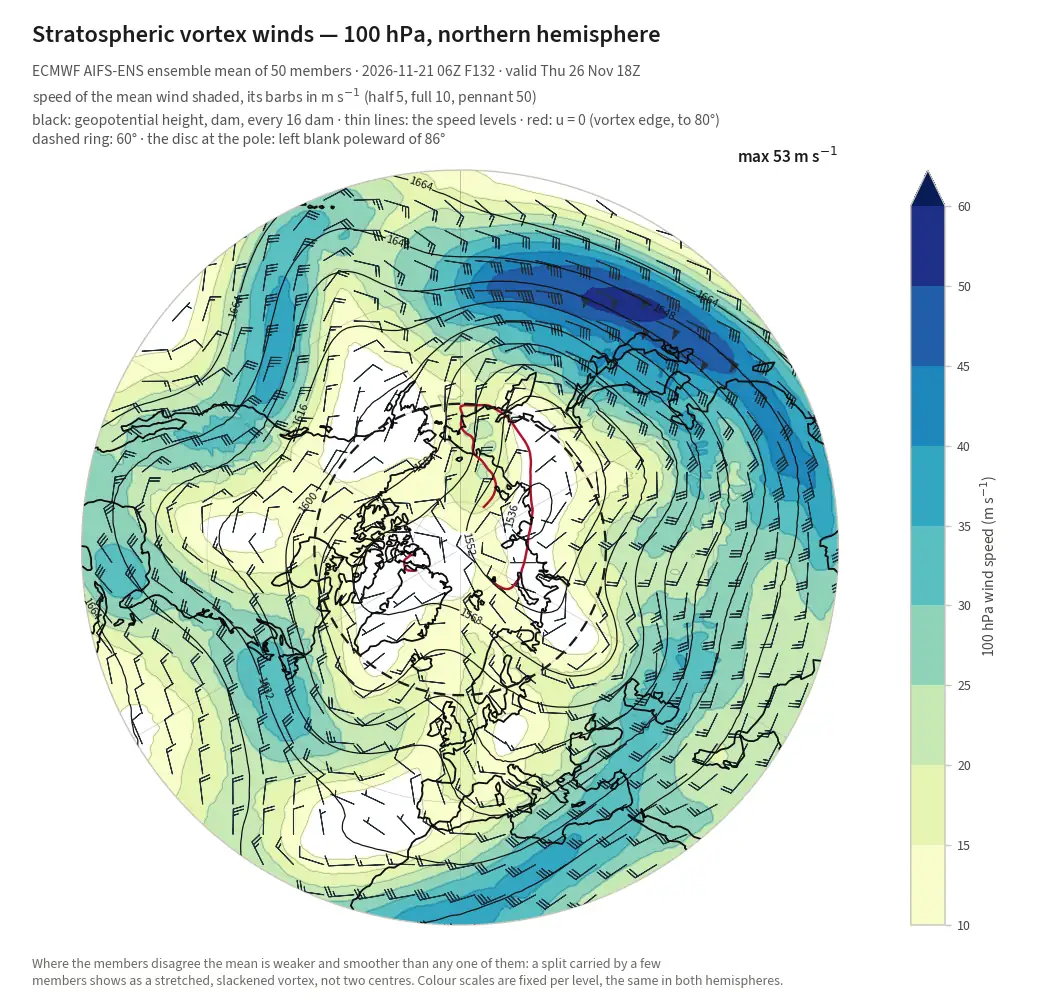 Stratospheric vortex winds — 100 hPa, northern hemisphere
ECMWF AIFS-ENS ensemble mean of 50 members · 2026-11-21 06Z F132 · valid Thu 26 Nov 18Z
speed of the mean wind shaded, its barbs in m s⁻¹ (half 5, full 10, pennant 50)
black: geopotential height, dam, every 16 dam · thin lines: the speed levels · red: u = 0 (vortex edge, to 80°)
dashed ring: 60° · the disc at the pole: left blank poleward of 86°
max 53 m s⁻¹
1664
1664
1664
1648
1616
1600
1536
1552
1568
1612
60
50
45
40
35
30
25
20
15
10
100 hPa wind speed (m s⁻¹)
Where the members disagree the mean is weaker and smoother than any one of them: a split carried by a few
members shows as a stretched, slackened vortex, not two centres. Colour scales are fixed per level, the same in both hemispheres.